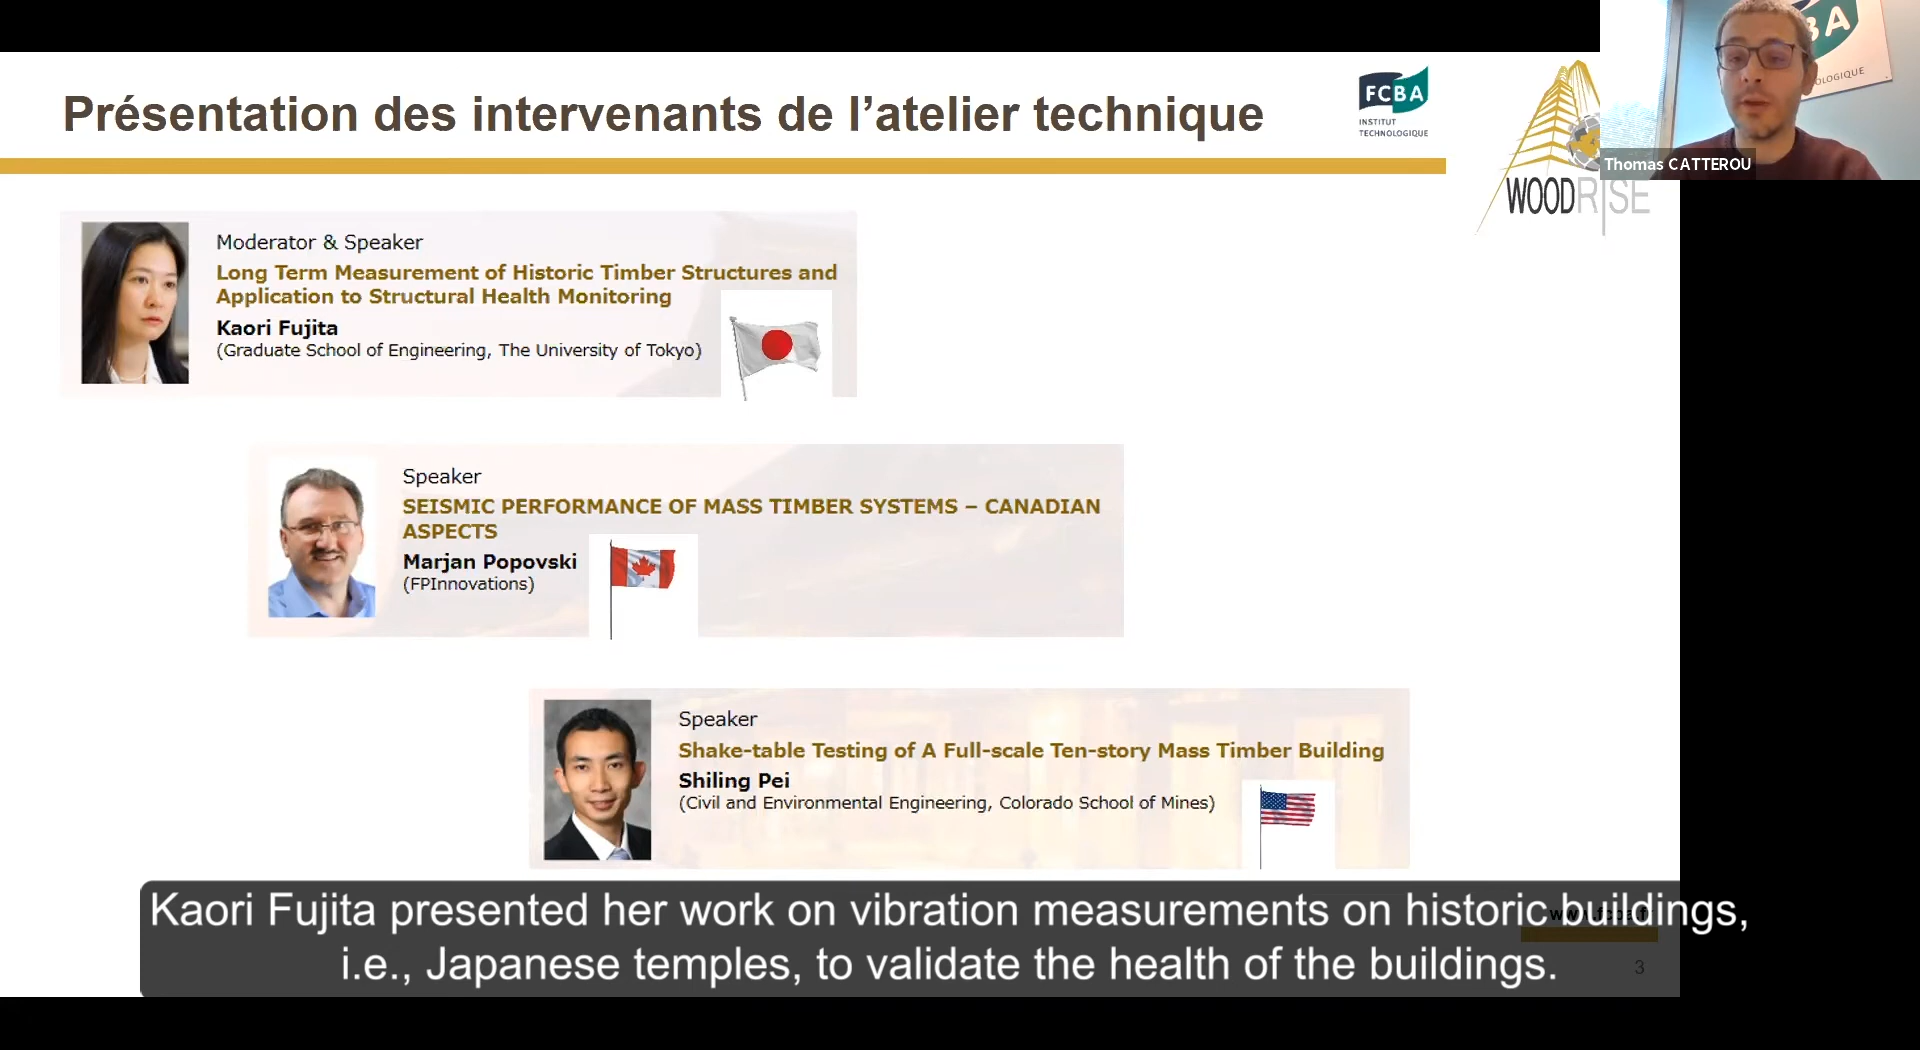 Présentation des intervenants de l’atelier technique
FCBA
INSTITUT
TECHNOLOGIQUE
WOODRISE
BA
OLOGIQUE
Thomas CATTEROU
Moderator & Speaker
Long Term Measurement of Historic Timber Structures and
Application to Structural Health Monitoring
Kaori Fujita
(Graduate School of Engineering, The University of Tokyo)
Speaker
SEISMIC PERFORMANCE OF MASS TIMBER SYSTEMS – CANADIAN
ASPECTS
Marjan Popovski
(FPInnovations)
Speaker
Shake-table Testing of A Full-scale Ten-story Mass Timber Building
Shiling Pei
(Civil and Environmental Engineering, Colorado School of Mines)
Kaori Fujita presented her work on vibration measurements on historic buildings,
i.e., Japanese temples, to validate the health of the buildings.
3